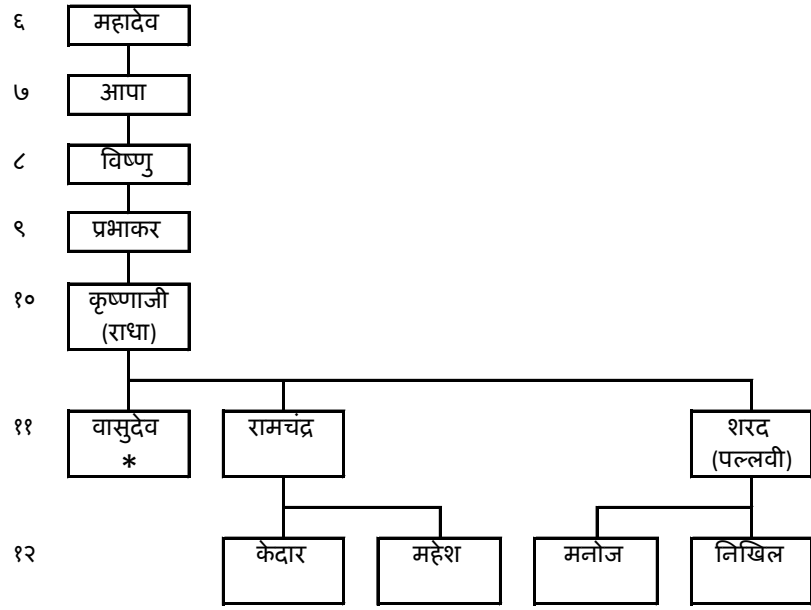 ६ महादेव
७ आपा
८ विष्णु
९ प्रभाकर
१० कृष्णाजी
(राधा)
११ वासुदेव रामचंद्र शरद
* (पल्लवी)
१२ केदार महेश मनोज निखिल